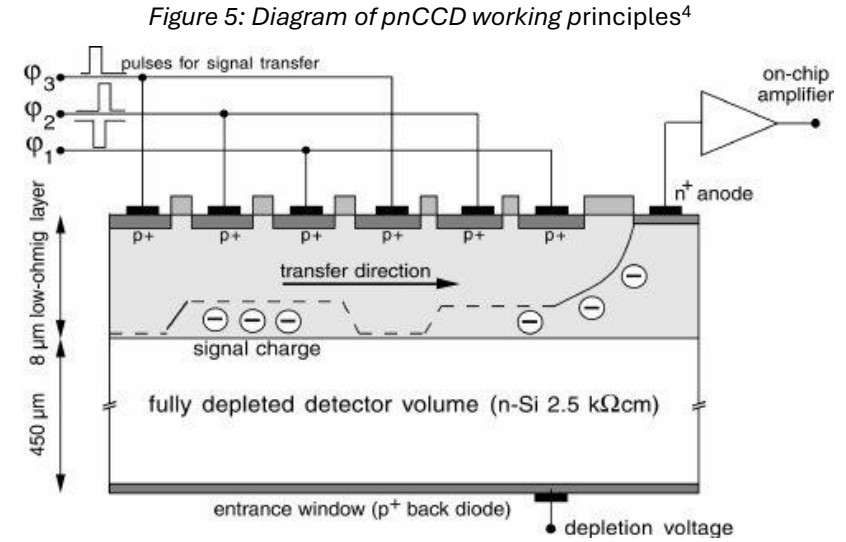 Figure 5: Diagram of pnCCD working principles⁴
pulses for signal transfer
φ3
φ2
φ1
on-chip
amplifier
n+ anode
p+ p+ p+ p+ p+ p+
transfer direction
signal charge
8 µm low-ohmig layer
450 µm
fully depleted detector volume (n-Si 2.5 kΩcm)
entrance window (p+ back diode)
depletion voltage